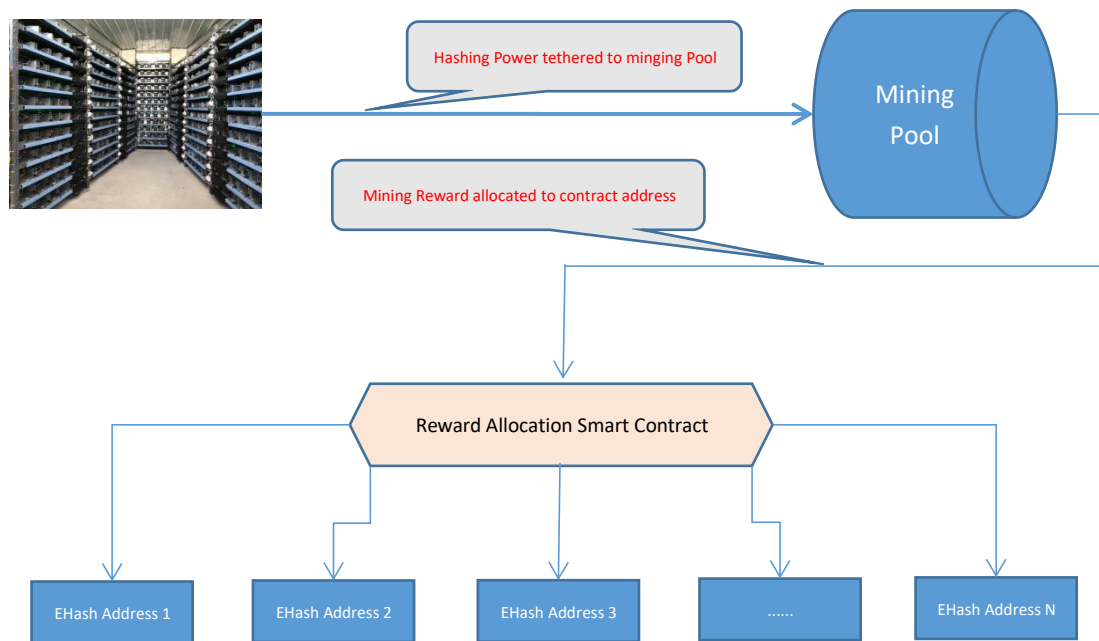 Hashing Power tethered to minging Pool
Mining
Pool
Mining Reward allocated to contract address
Reward Allocation Smart Contract
EHash Address 1
EHash Address 2
EHash Address 3
......
EHash Address N